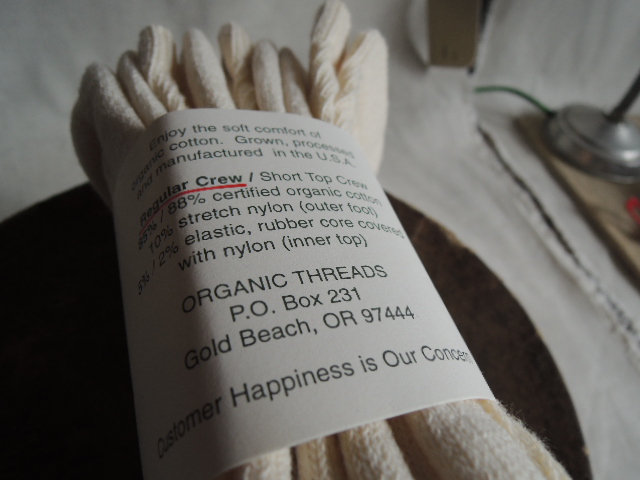 Enjoy the soft comfort of
organic cotton. Grown, processed
and manufactured in the U.S.A.
Regular Crew / Short Top Crew
85% / 88% certified organic cotton
10% stretch nylon (outer foot)
5% / 2% elastic, rubber core covered
with nylon (inner top)
ORGANIC THREADS
P.O. Box 231
Gold Beach, OR 97444
Customer Happiness is Our Concern